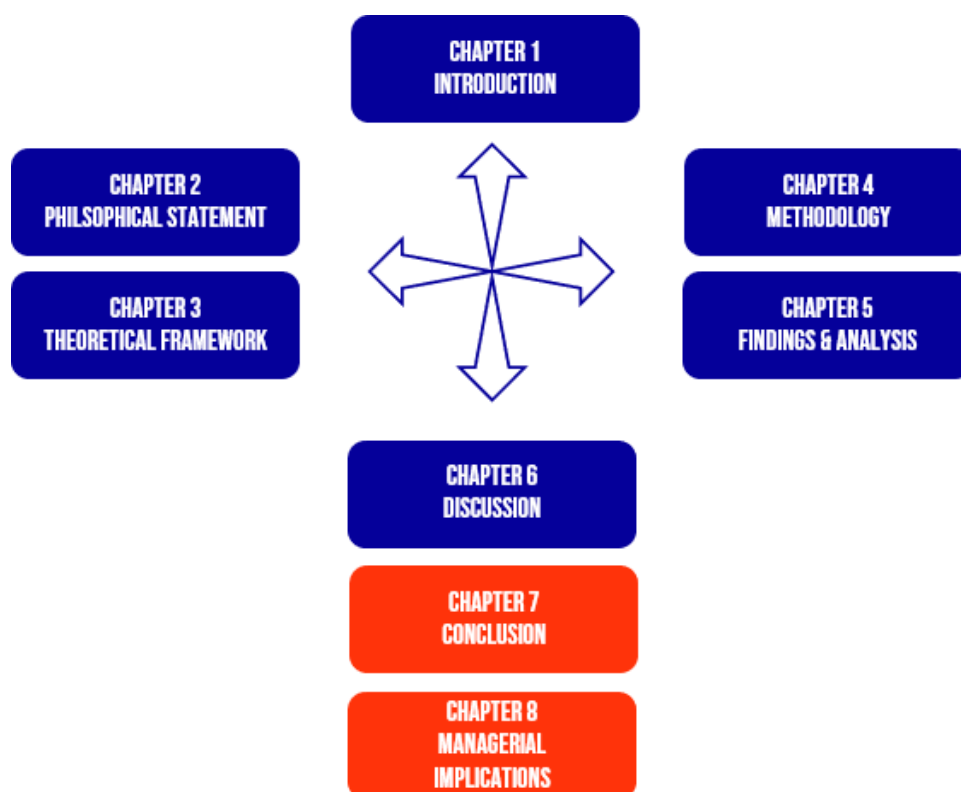 CHAPTER 1
INTRODUCTION
CHAPTER 2
PHILSOPHICAL STATEMENT
CHAPTER 3
THEORETICAL FRAMEWORK
CHAPTER 4
METHODOLOGY
CHAPTER 5
FINDINGS & ANALYSIS
CHAPTER 6
DISCUSSION
CHAPTER 7
CONCLUSION
CHAPTER 8
MANAGERIAL
IMPLICATIONS